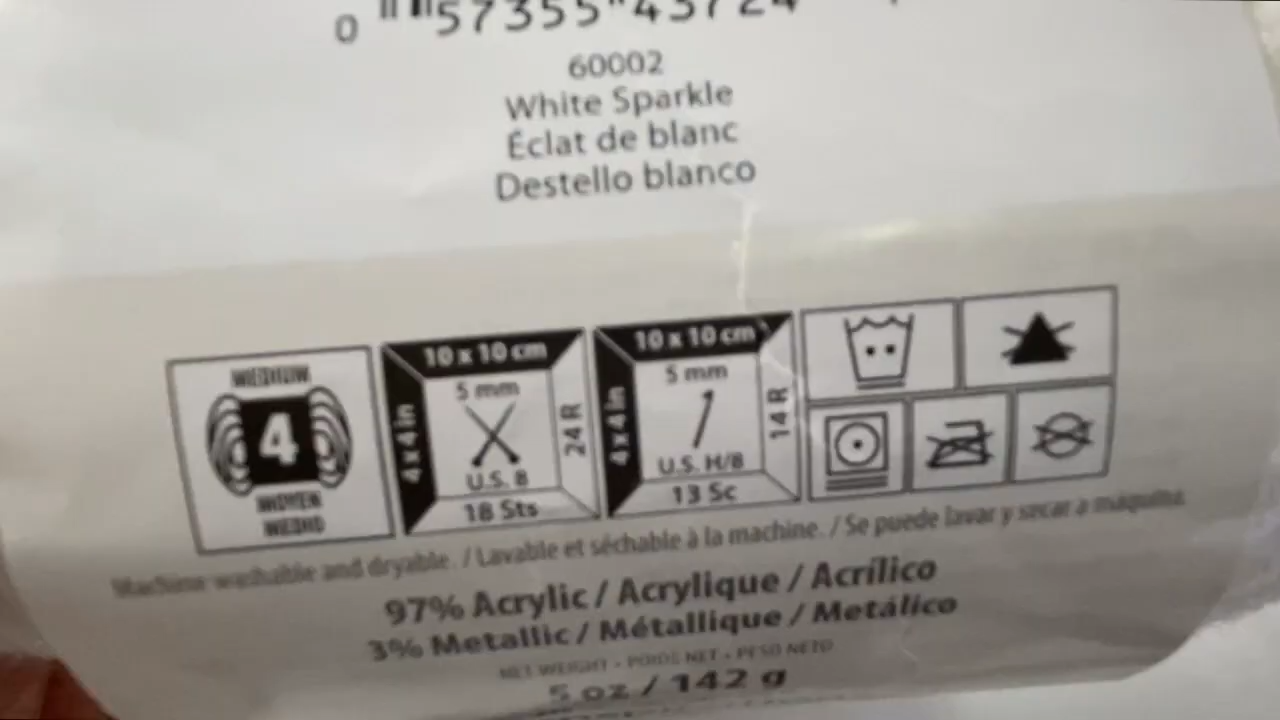 0 57355 43724
60002
White Sparkle
Éclat de blanc
Destello blanco
MEDIUM
4
MOYEN
MEDIO
10 x 10 cm
4 x 4 in
5 mm
24 R
U.S. 8
18 Sts
10 x 10 cm
4 x 4 in
5 mm
14 R
U.S. H/8
13 Sc
Machine washable and dryable. / Lavable et séchable à la machine. / Se puede lavar y secar a máquina.
97% Acrylic / Acrylique / Acrílico
3% Metallic / Métallique / Metálico
NET WEIGHT • POIDS NET • PESO NETO
5 oz / 142 g